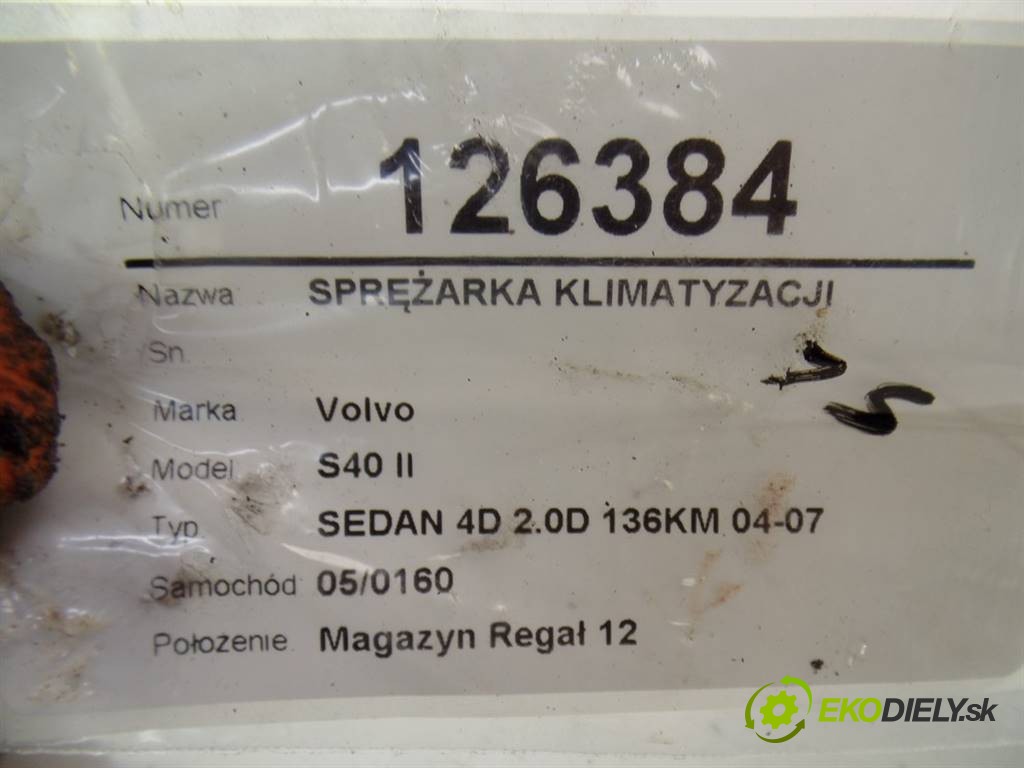 Numer 126384
Nazwa SPRĘŻARKA KLIMATYZACJI
Sn.
Marka Volvo
Model S40 II
Typ SEDAN 4D 2.0D 136KM 04-07
Samochód 05/0160
Położenie Magazyn Regał 12
EKODIELY.sk